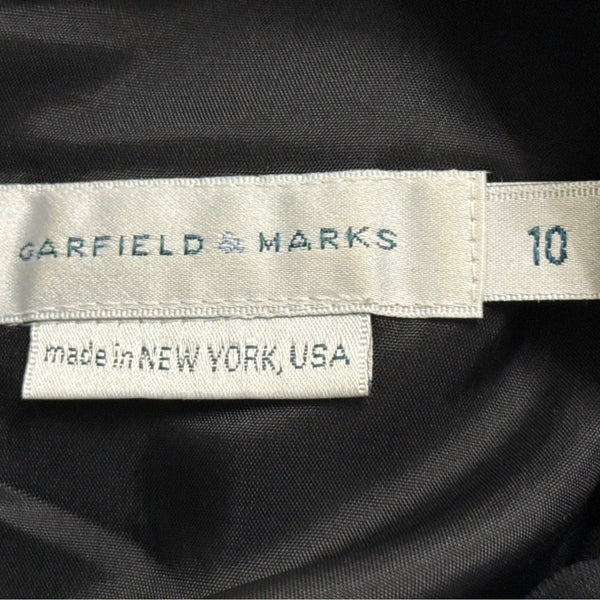 GARFIELD & MARKS
10
made in NEW YORK, USA